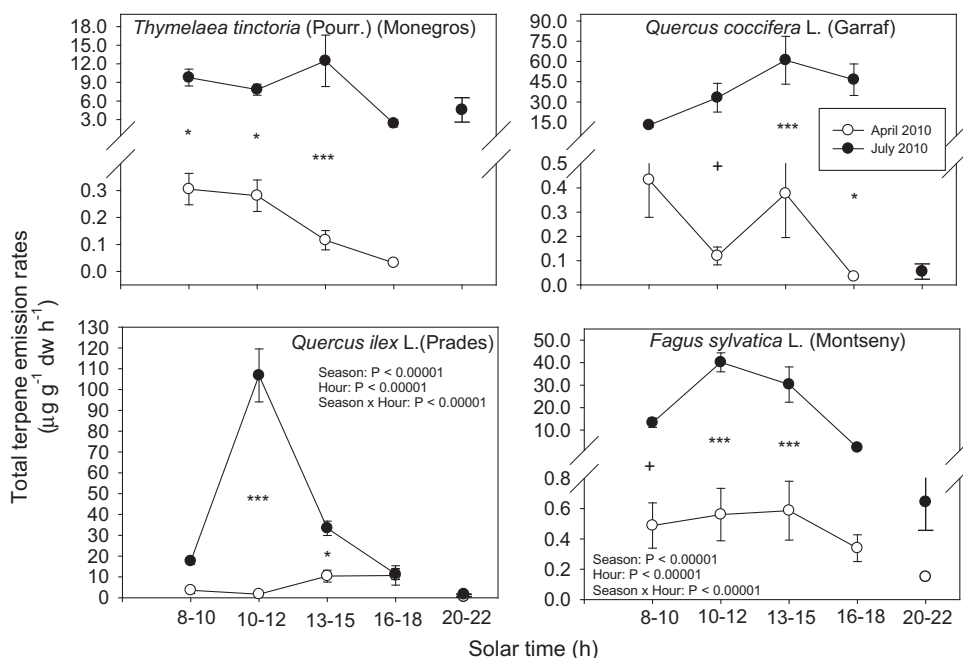 Thymelaea tinctoria (Pourr.) (Monegros)
18.0
15.0
12.0
9.0
6.0
3.0
* * ***
0.3
0.2
0.1
0.0
Quercus coccifera L. (Garraf)
90.0
75.0
60.0
45.0
30.0
15.0
April 2010
July 2010
+ *** *
0.5
0.4
0.3
0.2
0.1
0.0
Total terpene emission rates
(μg g-1 dw h-1)
Quercus ilex L.(Prades)
Season: P < 0.00001
Hour: P < 0.00001
Season x Hour: P < 0.00001
130
120
110
100
90
80
70
60
50
40
30
20
10
0
*** *
8-10 10-12 13-15 16-18 20-22
Fagus sylvatica L. (Montseny)
50.0
40.0
30.0
20.0
10.0
+ *** ***
0.8
0.6
0.4
0.2
0.0
Season: P < 0.00001
Hour: P < 0.00001
Season x Hour: P < 0.00001
8-10 10-12 13-15 16-18 20-22
Solar time (h)